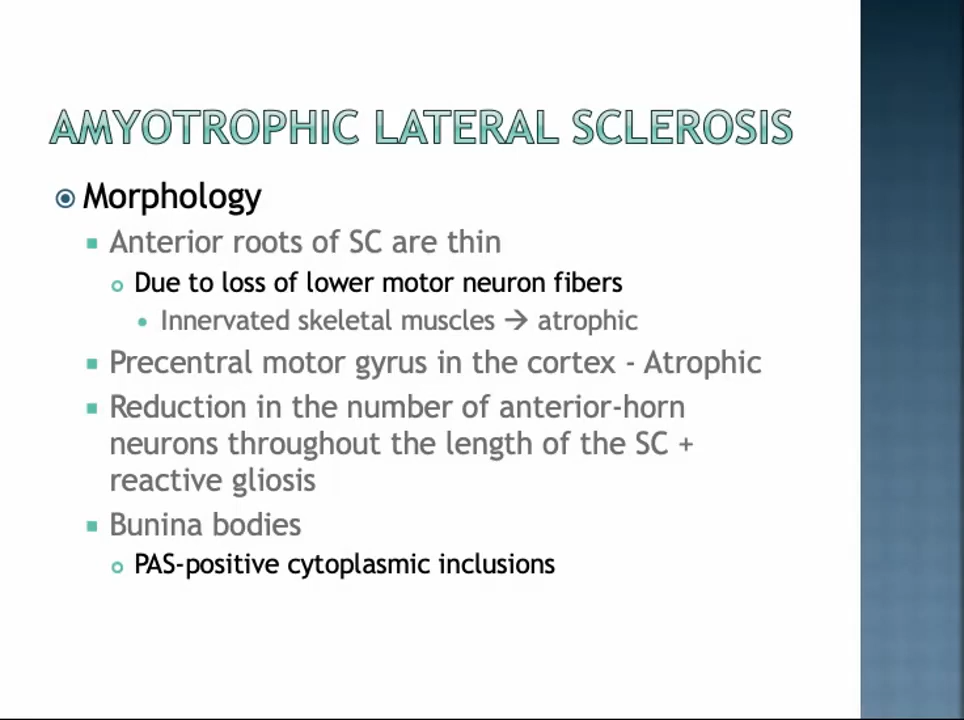 AMYOTROPHIC LATERAL SCLEROSIS
Morphology
Anterior roots of SC are thin
Due to loss of lower motor neuron fibers
Innervated skeletal muscles → atrophic
Precentral motor gyrus in the cortex - Atrophic
Reduction in the number of anterior-horn
neurons throughout the length of the SC +
reactive gliosis
Bunina bodies
PAS-positive cytoplasmic inclusions